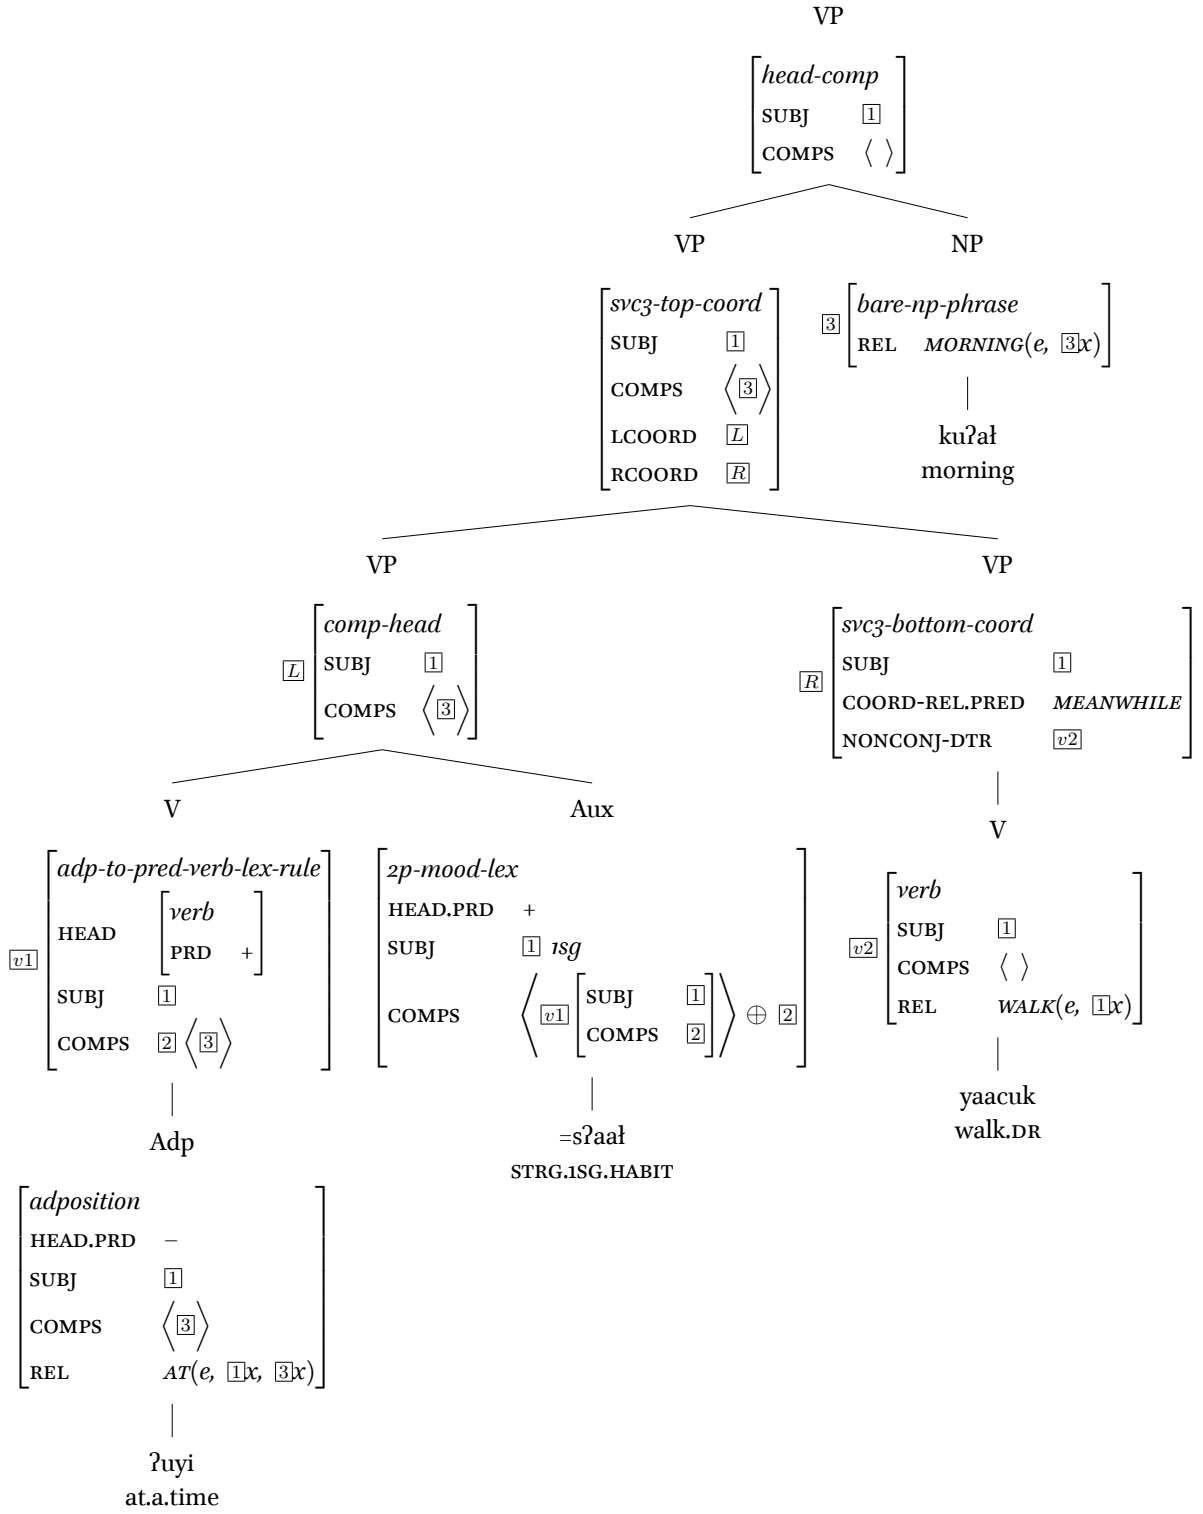 VP
head-comp
SUBJ 1
COMPS ⟨ ⟩
VP NP
svc3-top-coord
SUBJ 1
COMPS ⟨3⟩
LCOORD L
RCOORD R
3 bare-np-phrase
REL MORNING(e, 3x)
kuʔał
morning
VP VP
L comp-head
SUBJ 1
COMPS ⟨3⟩
R svc3-bottom-coord
SUBJ 1
COORD-REL.PRED MEANWHILE
NONCONJ-DTR v2
V Aux
v1 adp-to-pred-verb-lex-rule
HEAD verb
PRD +
SUBJ 1
COMPS 2⟨3⟩
2p-mood-lex
HEAD.PRD +
SUBJ 1 1sg
COMPS ⟨v1 [SUBJ 1
COMPS 2]⟩ ⊕ 2
=sʔaał
STRG.1SG.HABIT
V
v2 verb
SUBJ 1
COMPS ⟨ ⟩
REL WALK(e, 1x)
yaacuk
walk.DR
Adp
adposition
HEAD.PRD −
SUBJ 1
COMPS ⟨3⟩
REL AT(e, 1x, 3x)
ʔuyi
at.a.time